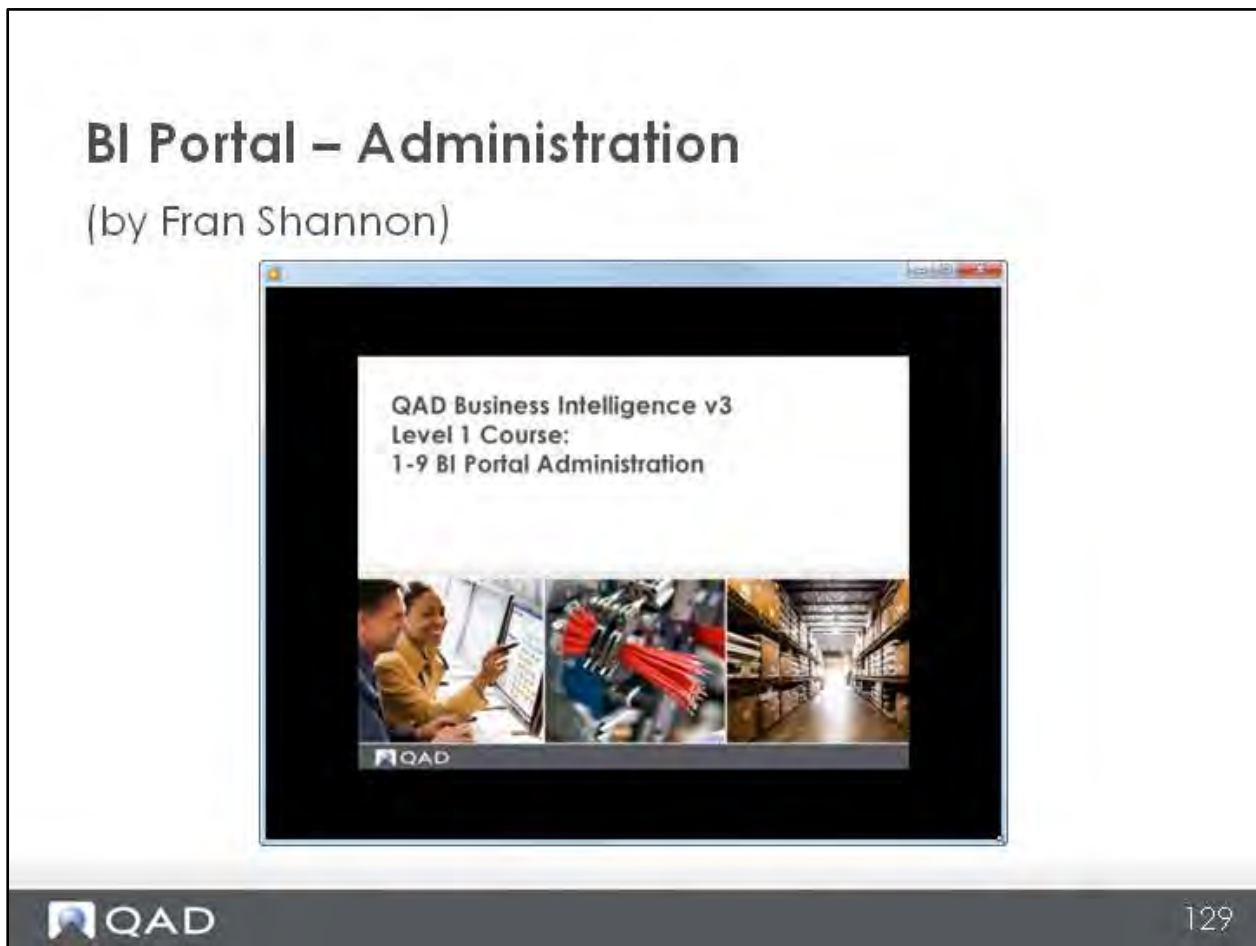 BI Portal – Administration
(by Fran Shannon)
QAD Business Intelligence v3
Level 1 Course:
1-9 BI Portal Administration
QAD
QAD
129